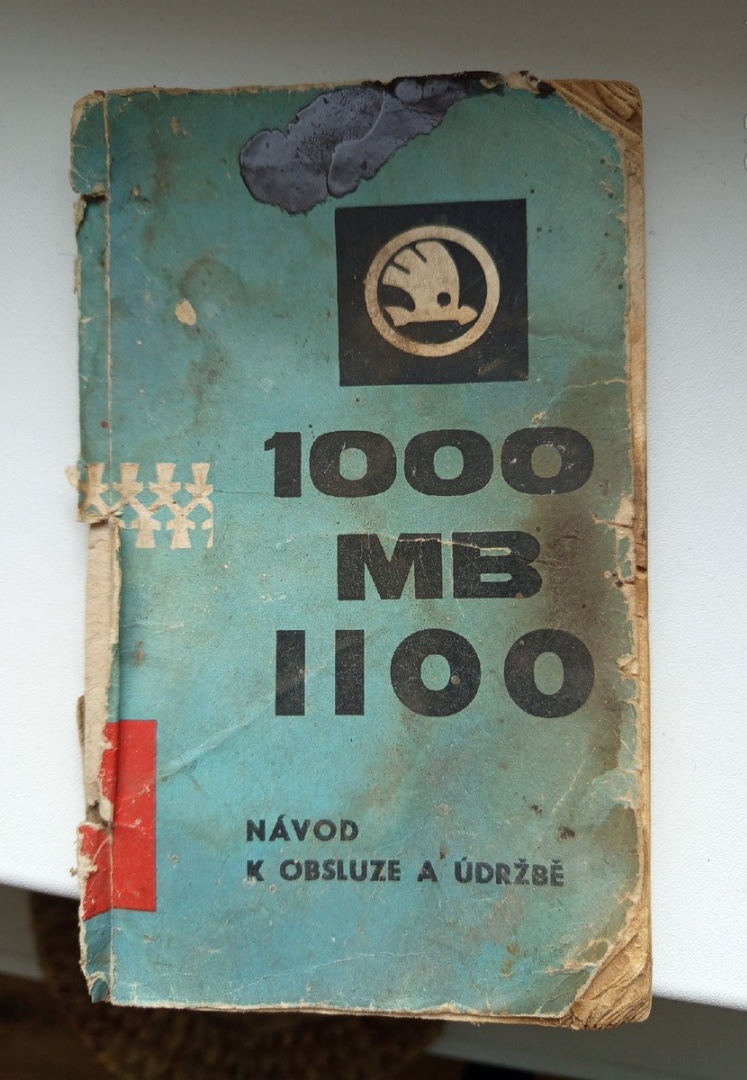 1000
MB
1100
NÁVOD
K OBSLUZE A ÚDRŽBĚ